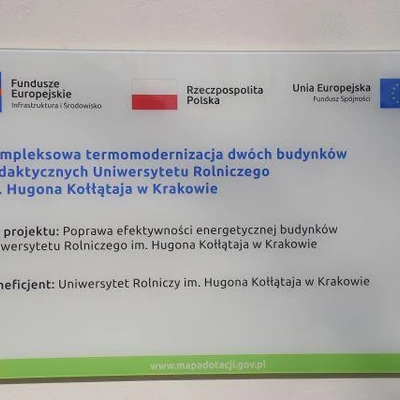 Fundusze
Europejskie
Infrastruktura i Środowisko
Rzeczpospolita
Polska
Unia Europejska
Fundusz Spójności
mpleksowa termomodernizacja dwóch budynków
daktycznych Uniwersytetu Rolniczego
. Hugona Kołłątaja w Krakowie
projektu: Poprawa efektywności energetycznej budynków
wersytetu Rolniczego im. Hugona Kołłątaja w Krakowie
neficjent: Uniwersytet Rolniczy im. Hugona Kołłątaja w Krakowie
www.mapadotacji.gov.pl